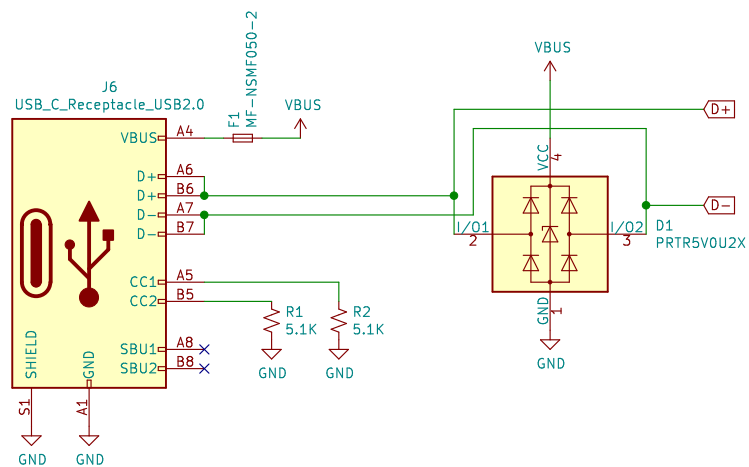 J6
USB_C_Receptacle_USB2.0
F1
MF-NSMF050-2
VBUS
VBUS
VBUS A4
D+ A6
D+ B6
D- A7
D- B7
CC1 A5
CC2 B5
SBU1 A8
SBU2 B8
SHIELD
GND
S1
A1
GND
GND
R1
5.1K
R2
5.1K
GND
GND
VCC
4
I/O1
2
I/O2
3
GND
1
GND
D1
PRTR5V0U2X
D+
D-